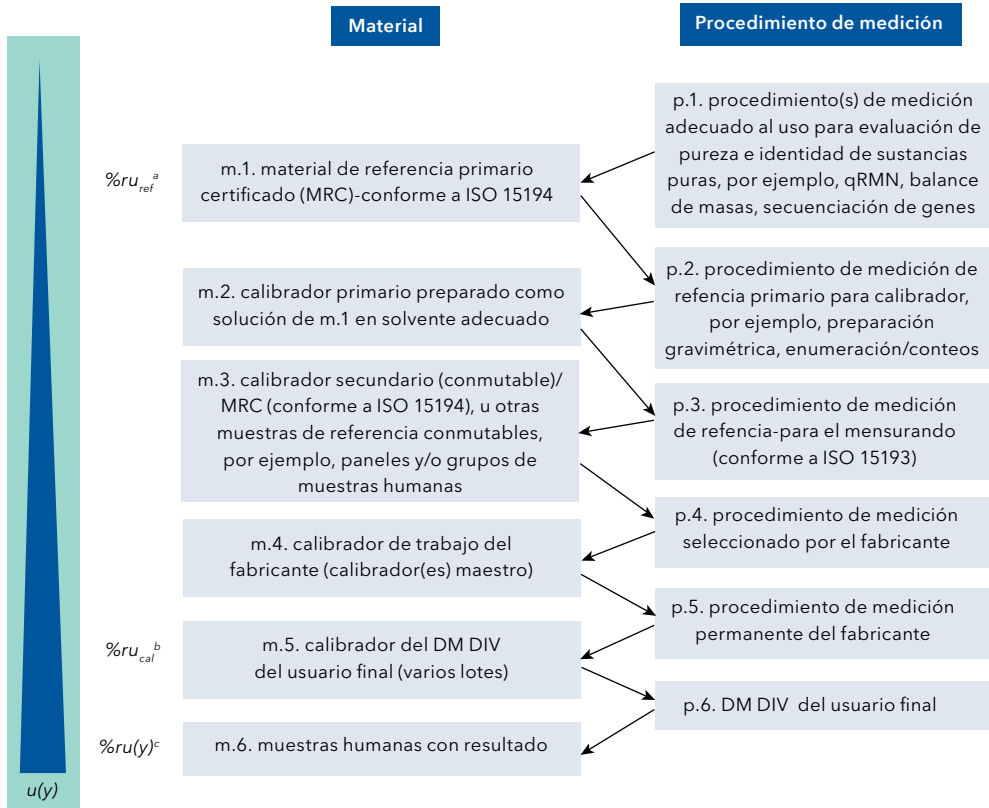 Material
Procedimiento de medición
p.1. procedimiento(s) de medición
adecuado al uso para evaluación de
pureza e identidad de sustancias
puras, por ejemplo, qRMN, balance
de masas, secuenciación de genes
%ru_ref^a
m.1. material de referencia primario
certificado (MRC)-conforme a ISO 15194
p.2. procedimiento de medición de
refencia primario para calibrador,
por ejemplo, preparación
gravimétrica, enumeración/conteos
m.2. calibrador primario preparado como
solución de m.1 en solvente adecuado
m.3. calibrador secundario (conmutable)/
MRC (conforme a ISO 15194), u otras
muestras de referencia conmutables,
por ejemplo, paneles y/o grupos de
muestras humanas
p.3. procedimiento de medición
de refencia-para el mensurando
(conforme a ISO 15193)
p.4. procedimiento de medición
seleccionado por el fabricante
m.4. calibrador de trabajo del
fabricante (calibrador(es) maestro)
p.5. procedimiento de medición
permanente del fabricante
%ru_cal^b
m.5. calibrador del DM DIV
del usuario final (varios lotes)
p.6. DM DIV del usuario final
%ru(y)^c
m.6. muestras humanas con resultado
u(y)